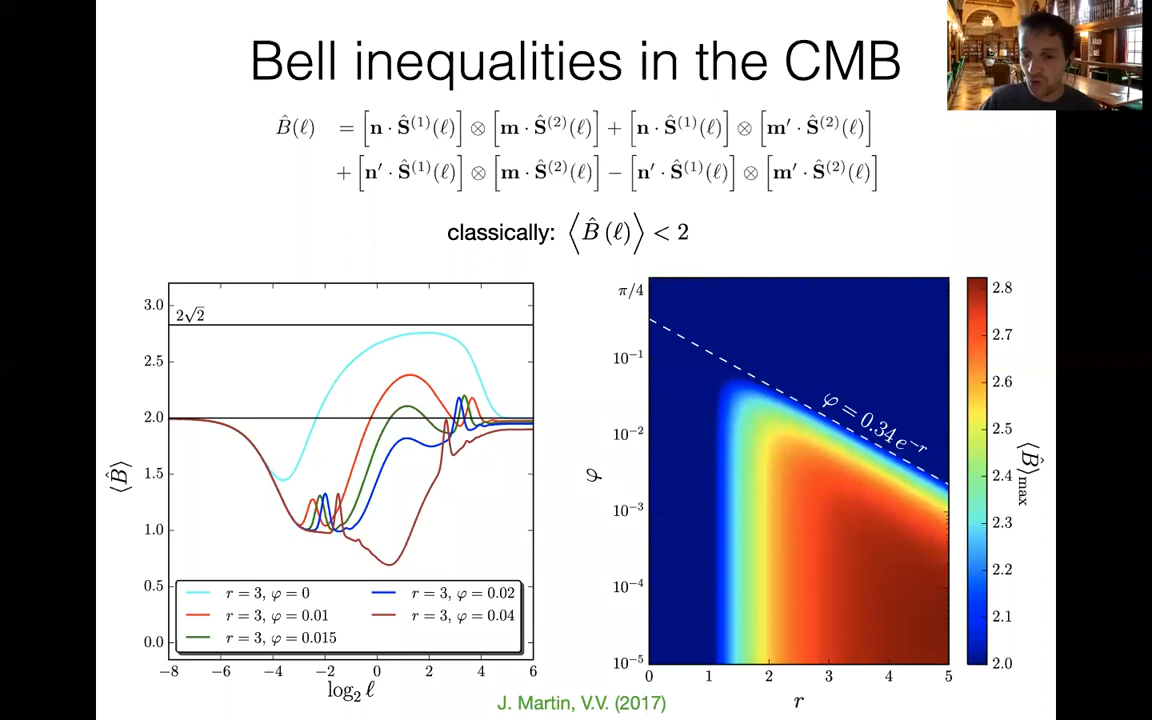 Bell inequalities in the CMB
B̂(ℓ) = [n · Ŝ⁽¹⁾(ℓ)] ⊗ [m · Ŝ⁽²⁾(ℓ)] + [n · Ŝ⁽¹⁾(ℓ)] ⊗ [m′ · Ŝ⁽²⁾(ℓ)]
+ [n′ · Ŝ⁽¹⁾(ℓ)] ⊗ [m · Ŝ⁽²⁾(ℓ)] − [n′ · Ŝ⁽¹⁾(ℓ)] ⊗ [m′ · Ŝ⁽²⁾(ℓ)]
classically: ⟨B̂ (ℓ)⟩ < 2
3.0
2.5
2.0
1.5
1.0
0.5
0.0
⟨B̂⟩
2√2
r = 3, φ = 0
r = 3, φ = 0.01
r = 3, φ = 0.015
r = 3, φ = 0.02
r = 3, φ = 0.04
−8 −6 −4 −2 0 2 4 6
log₂ ℓ
π/4
10⁻¹
10⁻²
10⁻³
10⁻⁴
10⁻⁵
φ
φ = 0.34e⁻ʳ
0 1 2 3 4 5
r
2.8
2.7
2.6
2.5
2.4
2.3
2.2
2.1
2.0
⟨B̂⟩max
J. Martin, V.V. (2017)